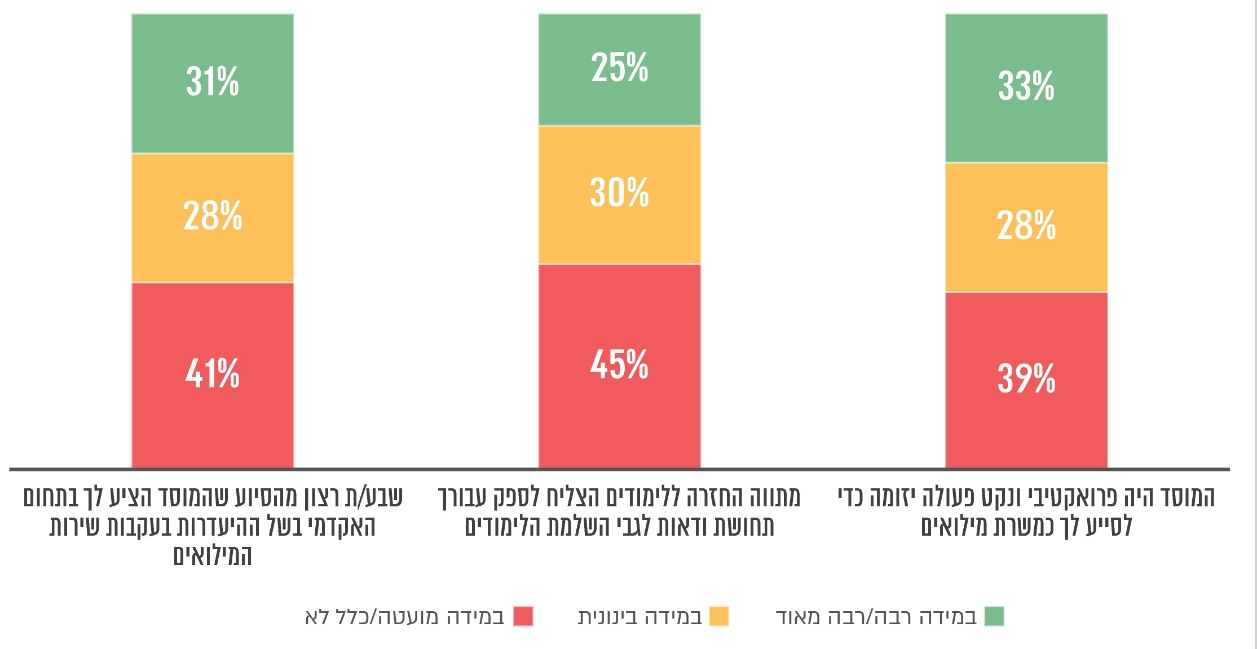 33%
28%
39%
25%
30%
45%
31%
28%
41%
המוסד היה פרואקטיבי ונקט פעולה יזומה כדי
לסייע לך כמשרת מילואים
מתווה החזרה ללימודים הצליח לספק עבורך
תחושת ודאות לגבי השלמת הלימודים
שבע/ת רצון מהסיוע שהמוסד הציע לך בתחום
האקדמי בשל ההיעדרות בעקבות שירות
המילואים
במידה רבה/רבה מאוד
במידה בינונית
במידה מועטה/כלל לא